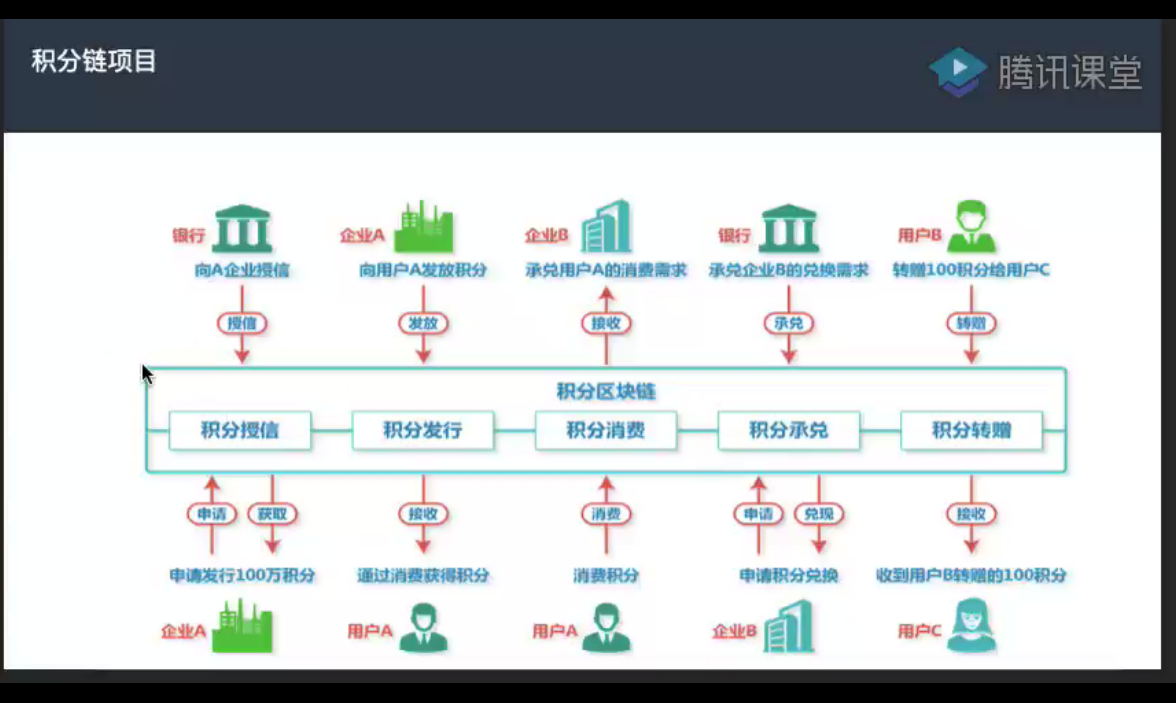 积分链项目
腾讯课堂
银行
企业A
企业B
银行
用户B
向A企业授信
向用户A发放积分
承兑用户A的消费需求
承兑企业B的兑换需求
转赠100积分给用户C
授信
发放
接收
承兑
转赠
积分区块链
积分授信
积分发行
积分消费
积分承兑
积分转赠
申请
获取
接收
消费
申请
兑现
接收
申请发行100万积分
通过消费获得积分
消费积分
申请积分兑换
收到用户B转赠的100积分
企业A
用户A
用户A
企业B
用户C